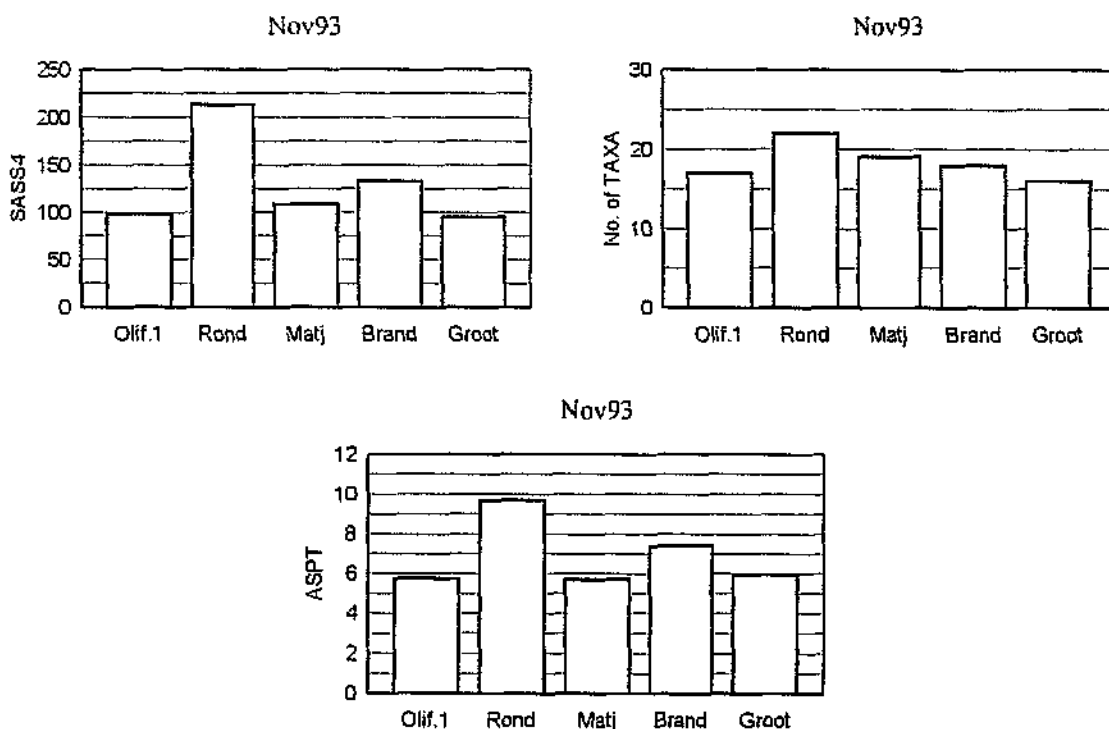 Nov93
250
200
150
100
50
0
SASS4
Olif.1 Rond Matj Brand Groot
Nov93
30
20
10
0
No. of TAXA
Olif.1 Rond Matj Brand Groot
Nov93
12
10
8
6
4
2
0
ASPT
Olif.1 Rond Matj Brand Groot